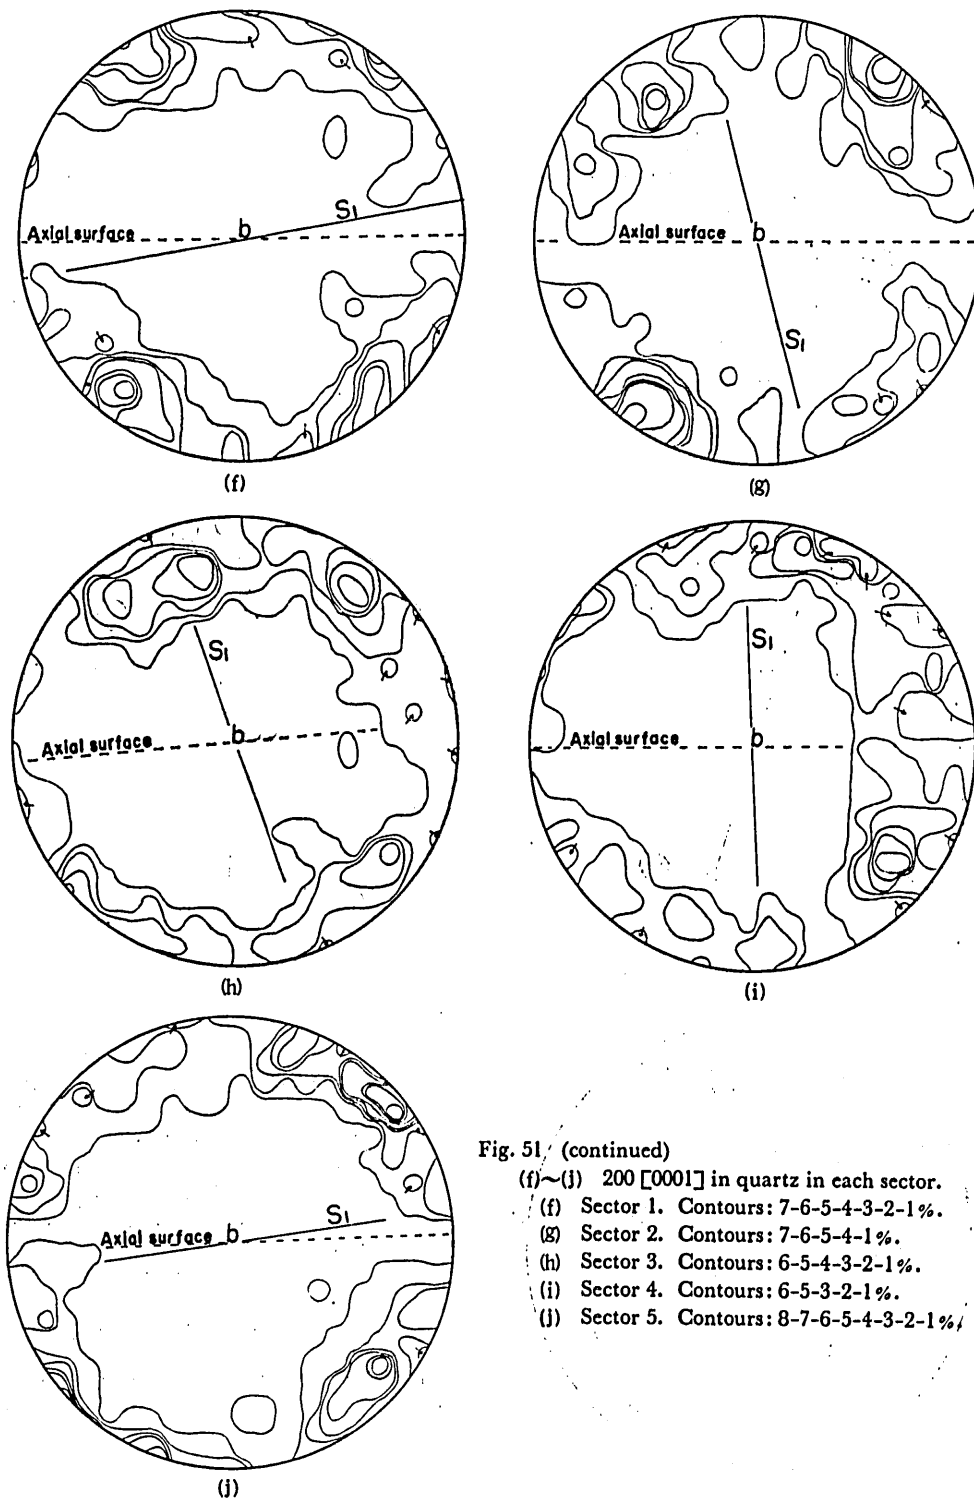 S1
Axial surface b
(f)
Axial surface b
S1
(g)
S1
Axial surface b
(h)
S1
Axial surface b
(i)
S1
Axial surface b
(j)
Fig. 51 (continued)
(f)~(j) 200 [0001] in quartz in each sector.
(f) Sector 1. Contours: 7-6-5-4-3-2-1%.
(g) Sector 2. Contours: 7-6-5-4-1%.
(h) Sector 3. Contours: 6-5-4-3-2-1%.
(i) Sector 4. Contours: 6-5-3-2-1%.
(j) Sector 5. Contours: 8-7-6-5-4-3-2-1%.